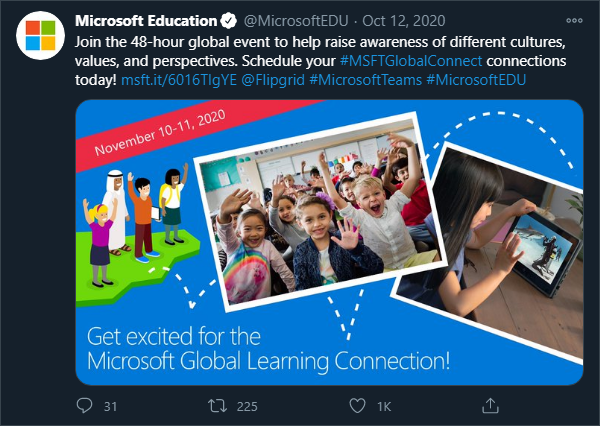 Microsoft Education @MicrosoftEDU · Oct 12, 2020
Join the 48-hour global event to help raise awareness of different cultures,
values, and perspectives. Schedule your #MSFTGlobalConnect connections
today! msft.it/6016TIgYE @Flipgrid #MicrosoftTeams #MicrosoftEDU
November 10-11, 2020
Get excited for the
Microsoft Global Learning Connection!
31 225 1K